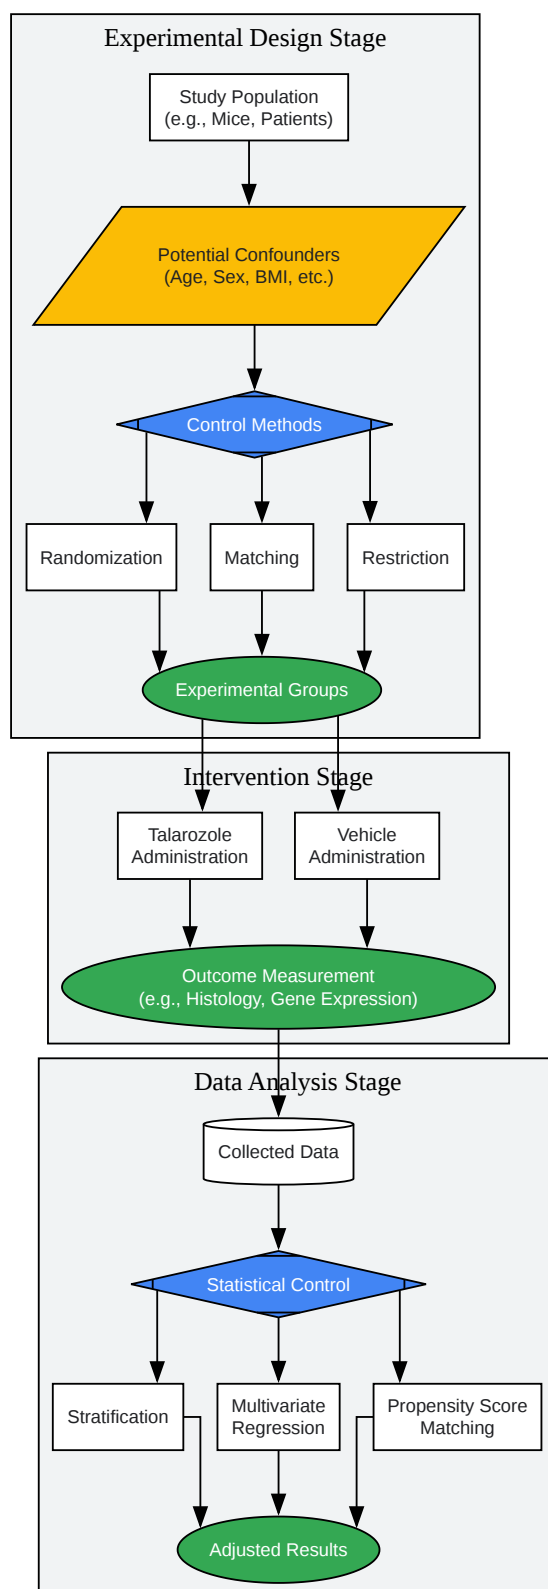 Experimental Design Stage
Study Population
(e.g., Mice, Patients)
Potential Confounders
(Age, Sex, BMI, etc.)
Control Methods
Randomization
Matching
Restriction
Experimental Groups
Intervention Stage
Talarozole
Administration
Vehicle
Administration
Outcome Measurement
(e.g., Histology, Gene Expression)
Data Analysis Stage
Collected Data
Statistical Control
Stratification
Multivariate
Regression
Propensity Score
Matching
Adjusted Results